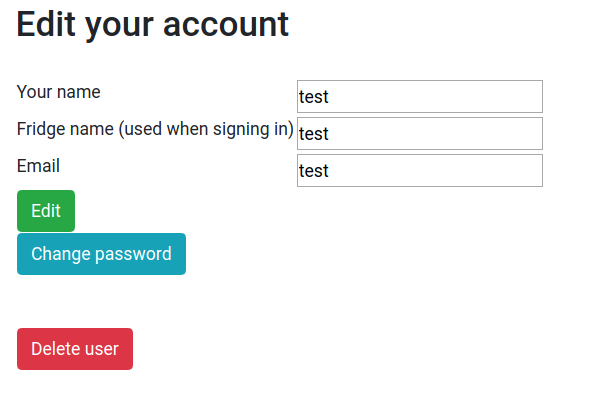 Edit your account
Your name test
Fridge name (used when signing in) test
Email test
Edit
Change password
Delete user